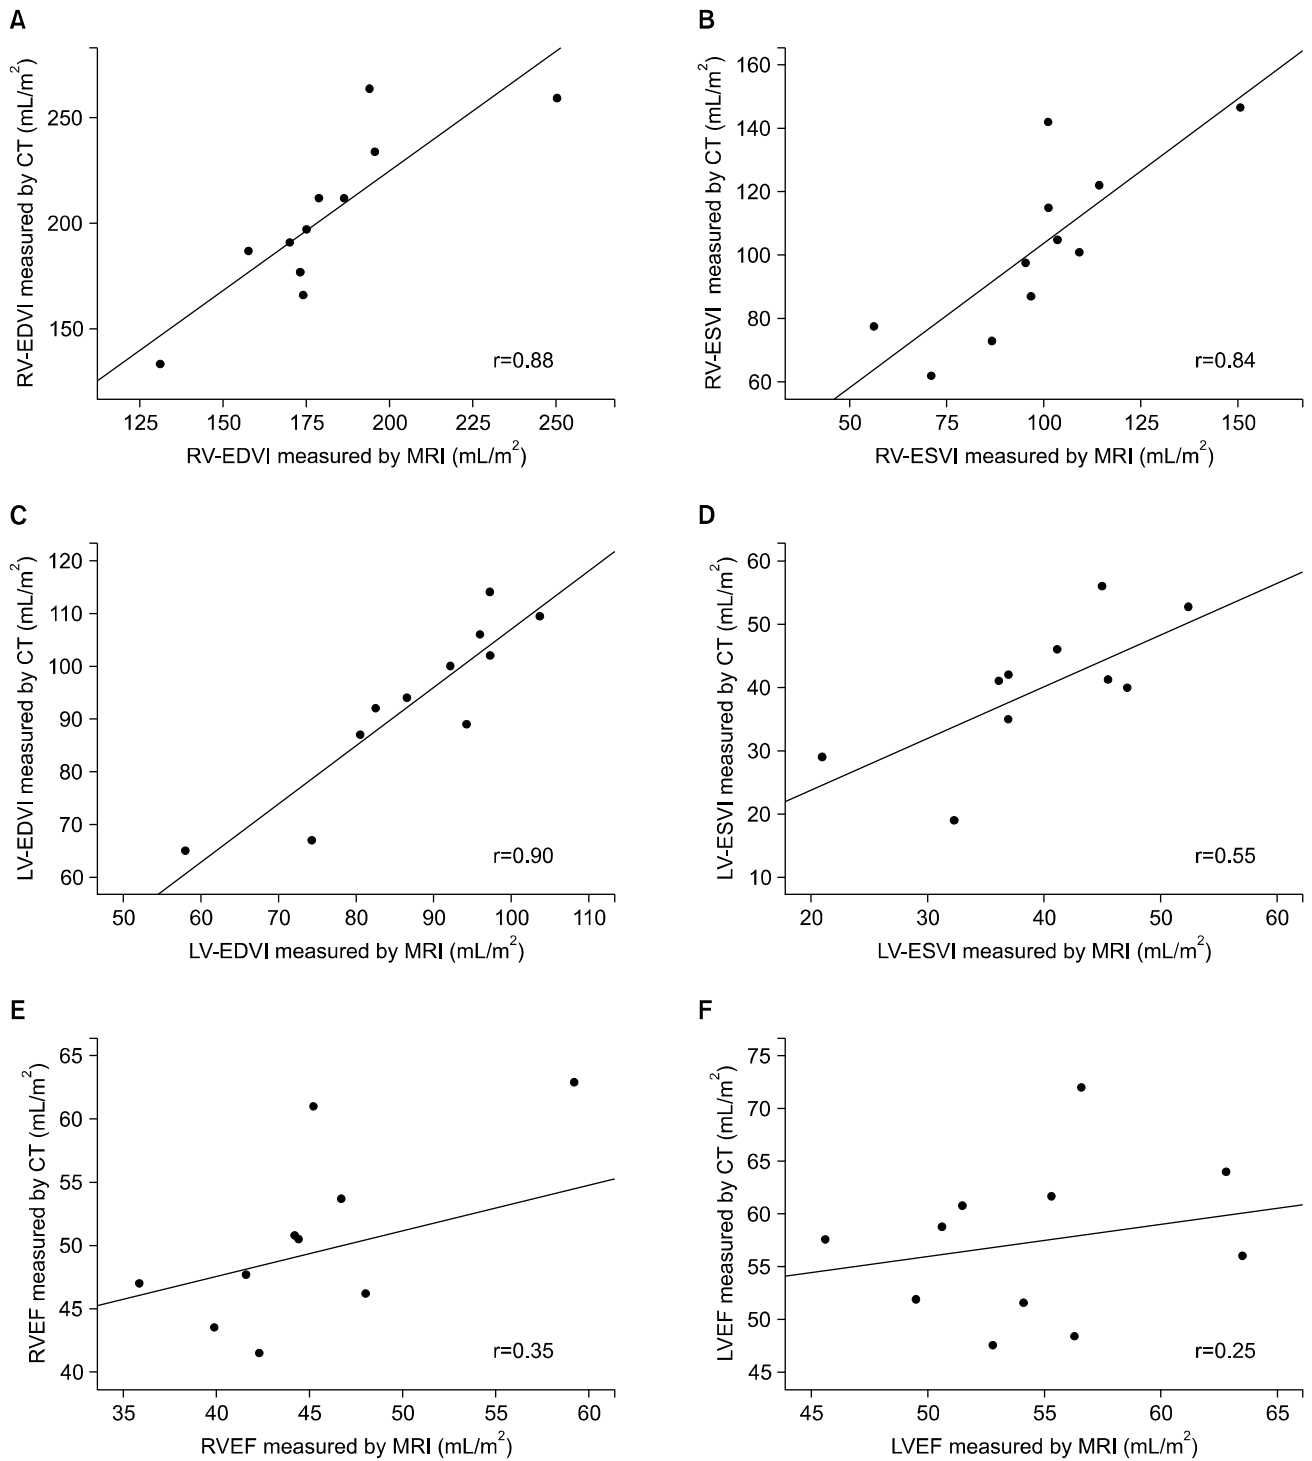 A
RV-EDVI measured by CT (mL/m²)
250
200
150
r=0.88
125 150 175 200 225 250
RV-EDVI measured by MRI (mL/m²)
B
RV-ESVI measured by CT (mL/m²)
160
140
120
100
80
60
r=0.84
50 75 100 125 150
RV-ESVI measured by MRI (mL/m²)
C
LV-EDVI measured by CT (mL/m²)
120
110
100
90
80
70
60
r=0.90
50 60 70 80 90 100 110
LV-EDVI measured by MRI (mL/m²)
D
LV-ESVI measured by CT (mL/m²)
60
50
40
30
20
10
r=0.55
20 30 40 50 60
LV-ESVI measured by MRI (mL/m²)
E
RVEF measured by CT (mL/m²)
65
60
55
50
45
40
r=0.35
35 40 45 50 55 60
RVEF measured by MRI (mL/m²)
F
LVEF measured by CT (mL/m²)
75
70
65
60
55
50
45
r=0.25
45 50 55 60 65
LVEF measured by MRI (mL/m²)